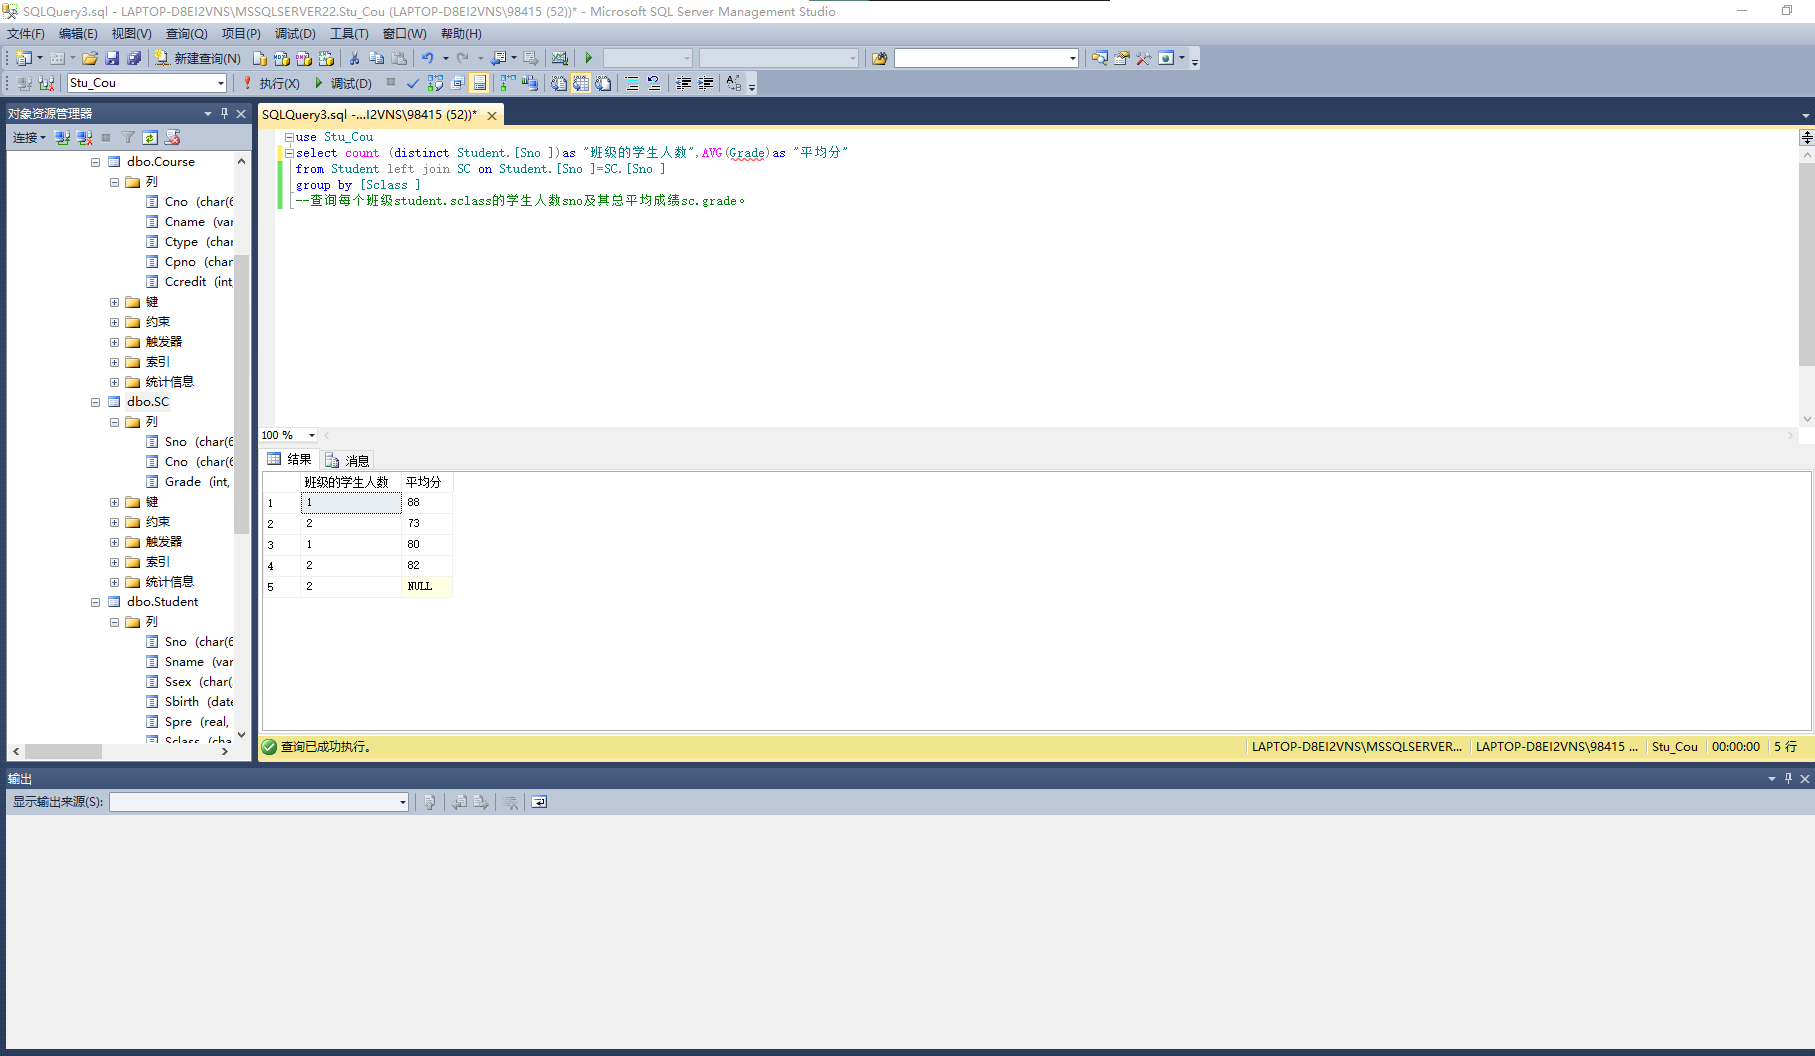 SQLQuery3.sql - LAPTOP-D8EI2VNS\MSSQLSERVER22.Stu_Cou (LAPTOP-D8EI2VNS\98415 (52))* - Microsoft SQL Server Management Studio
文件(F) 编辑(E) 视图(V) 查询(Q) 项目(P) 调试(D) 工具(T) 窗口(W) 帮助(H)
新建查询(N)
Stu_Cou 执行(X) 调试(D)
对象资源管理器
连接
dbo.Course
列
Cno (char(6
Cname (var
Ctype (char
Cpno (char
Ccredit (int,
键
约束
触发器
索引
统计信息
dbo.SC
列
Sno (char(6
Cno (char(6
Grade (int,
键
约束
触发器
索引
统计信息
dbo.Student
列
Sno (char(6
Sname (var
Ssex (char(
Sbirth (date
Spre (real,
Sclass (cha
SQLQuery3.sql -...I2VNS\98415 (52))*
use Stu_Cou
select count (distinct Student.[Sno ])as "班级的学生人数",AVG(Grade)as "平均分"
from Student left join SC on Student.[Sno ]=SC.[Sno ]
group by [Sclass ]
--查询每个班级student.sclass的学生人数sno及其总平均成绩sc.grade。
100 %
结果 消息
班级的学生人数 平均分
1 1 88
2 2 73
3 1 80
4 2 82
5 2 NULL
查询已成功执行。 LAPTOP-D8EI2VNS\MSSQLSERVER... LAPTOP-D8EI2VNS\98415 ... Stu_Cou 00:00:00 5 行
输出
显示输出来源(S):